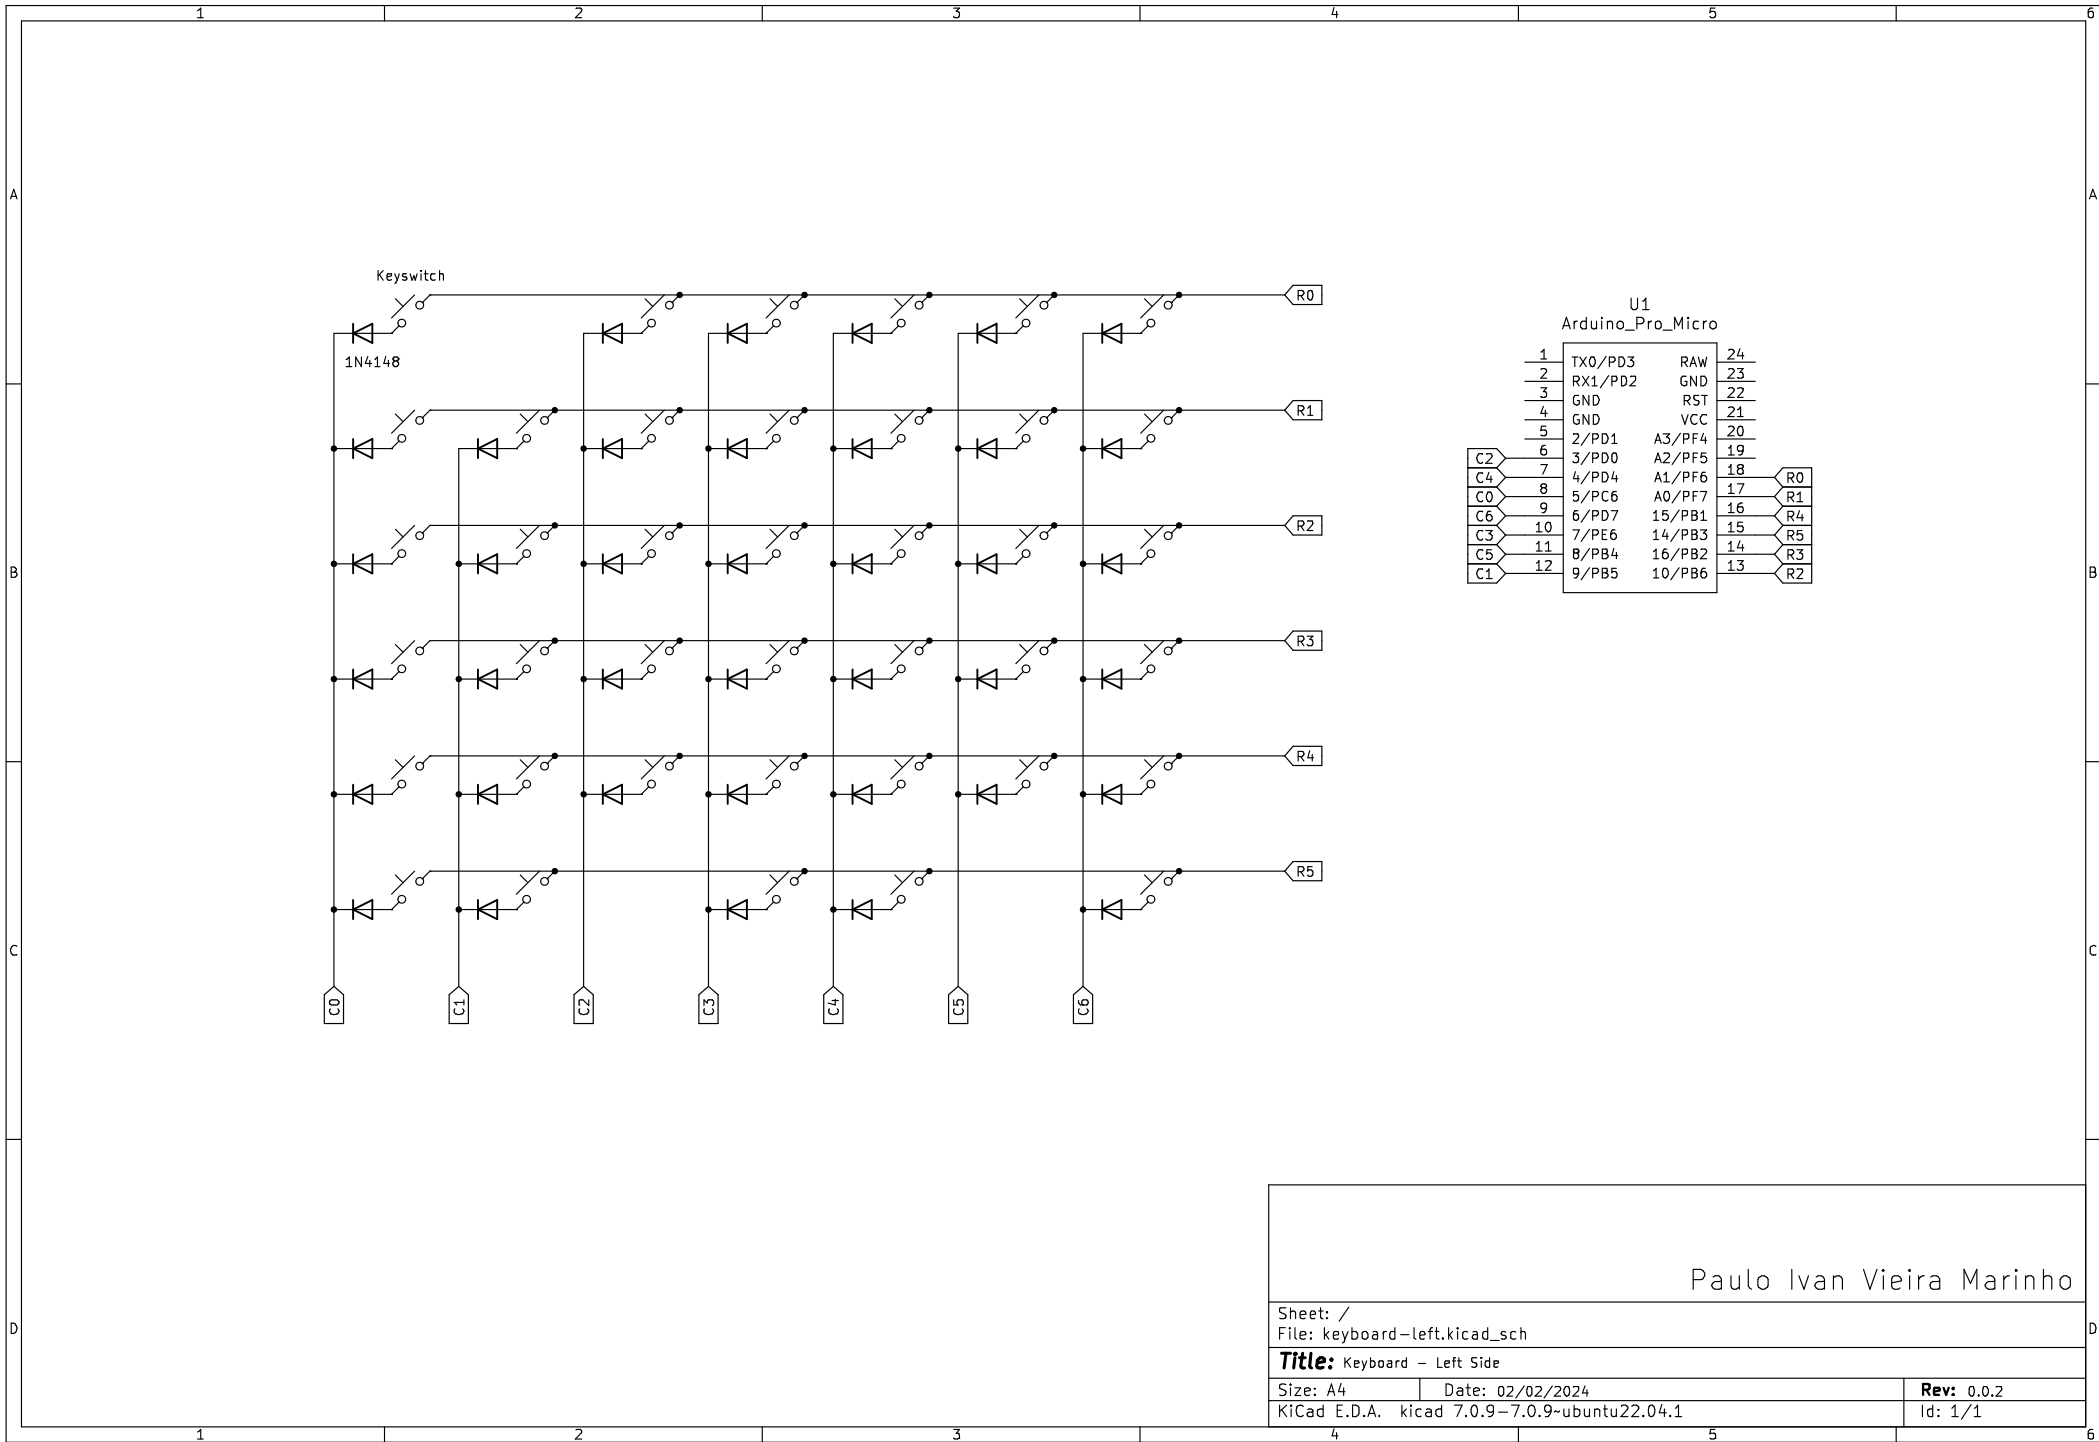 1 2 3 4 5 6
A A
Keyswitch
R0
1N4148
R1
R2
R3
R4
R5
C0 C1 C2 C3 C4 C5 C6
U1
Arduino_Pro_Micro
1 TX0/PD3 RAW 24
2 RX1/PD2 GND 23
3 GND RST 22
4 GND VCC 21
5 2/PD1 A3/PF4 20
C2 6 3/PD0 A2/PF5 19
C4 7 4/PD4 A1/PF6 18 R0
C0 8 5/PC6 A0/PF7 17 R1
C6 9 6/PD7 15/PB1 16 R4
C3 10 7/PE6 14/PB3 15 R5
C5 11 8/PB4 16/PB2 14 R3
C1 12 9/PB5 10/PB6 13 R2
B B
C C
D D
Paulo Ivan Vieira Marinho
Sheet: /
File: keyboard-left.kicad_sch
Title: Keyboard - Left Side
Size: A4 Date: 02/02/2024 Rev: 0.0.2
KiCad E.D.A. kicad 7.0.9-7.0.9~ubuntu22.04.1 Id: 1/1
1 2 3 4 5 6